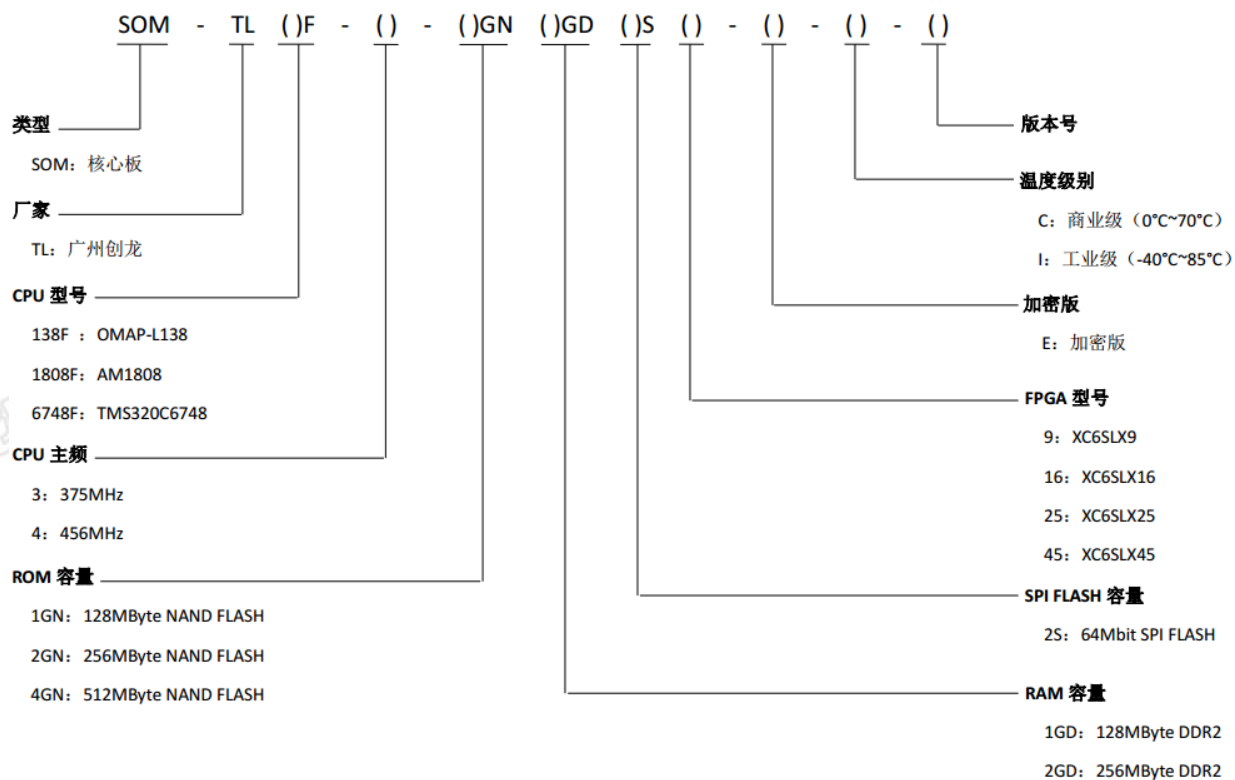 SOM - TL ( )F - ( ) - ( )GN ( )GD ( )S ( ) - ( ) - ( ) - ( )
类型
SOM：核心板
厂家
TL：广州创龙
CPU 型号
138F ：OMAP-L138
1808F：AM1808
6748F：TMS320C6748
CPU 主频
3：375MHz
4：456MHz
ROM 容量
1GN：128MByte NAND FLASH
2GN：256MByte NAND FLASH
4GN：512MByte NAND FLASH
版本号
温度级别
C：商业级（0°C~70°C）
I：工业级（-40°C~85°C）
加密版
E：加密版
FPGA 型号
9：XC6SLX9
16：XC6SLX16
25：XC6SLX25
45：XC6SLX45
SPI FLASH 容量
2S：64Mbit SPI FLASH
RAM 容量
1GD：128MByte DDR2
2GD：256MByte DDR2